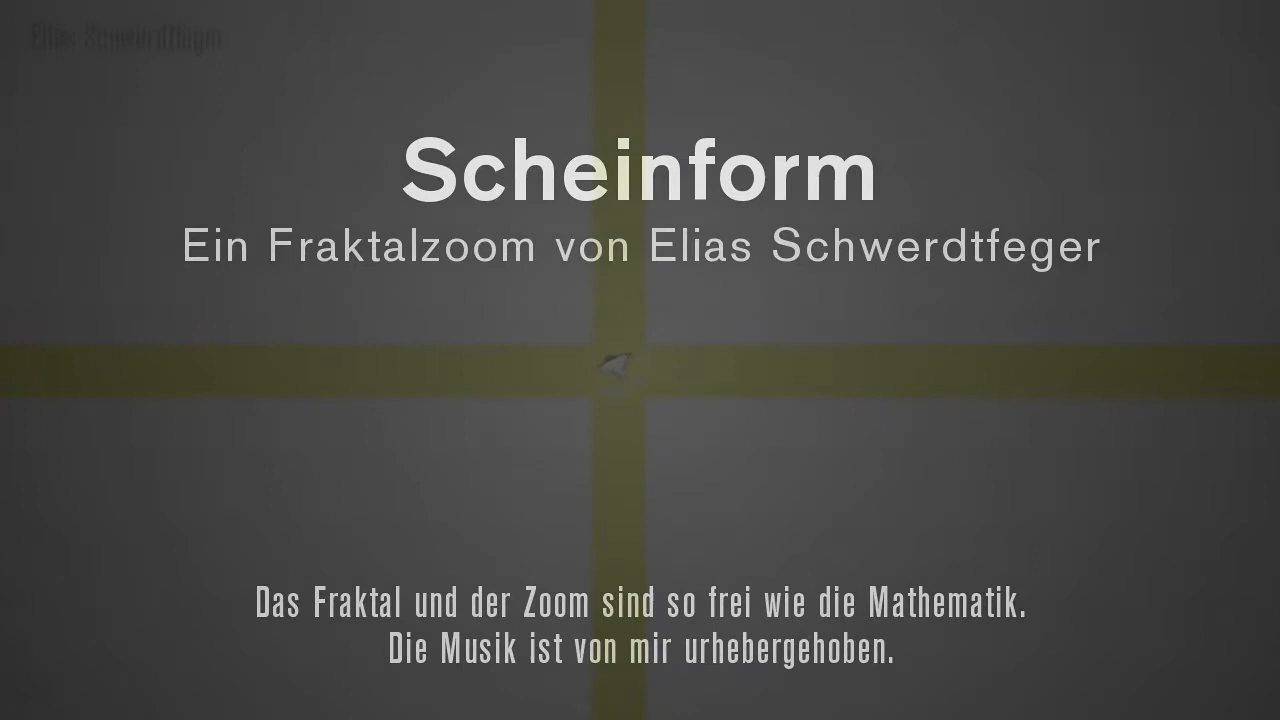 Elias Schwerdtfeger
Scheinform
Ein Fraktalzoom von Elias Schwerdtfeger
Das Fraktal und der Zoom sind so frei wie die Mathematik.
Die Musik ist von mir urhebergehoben.